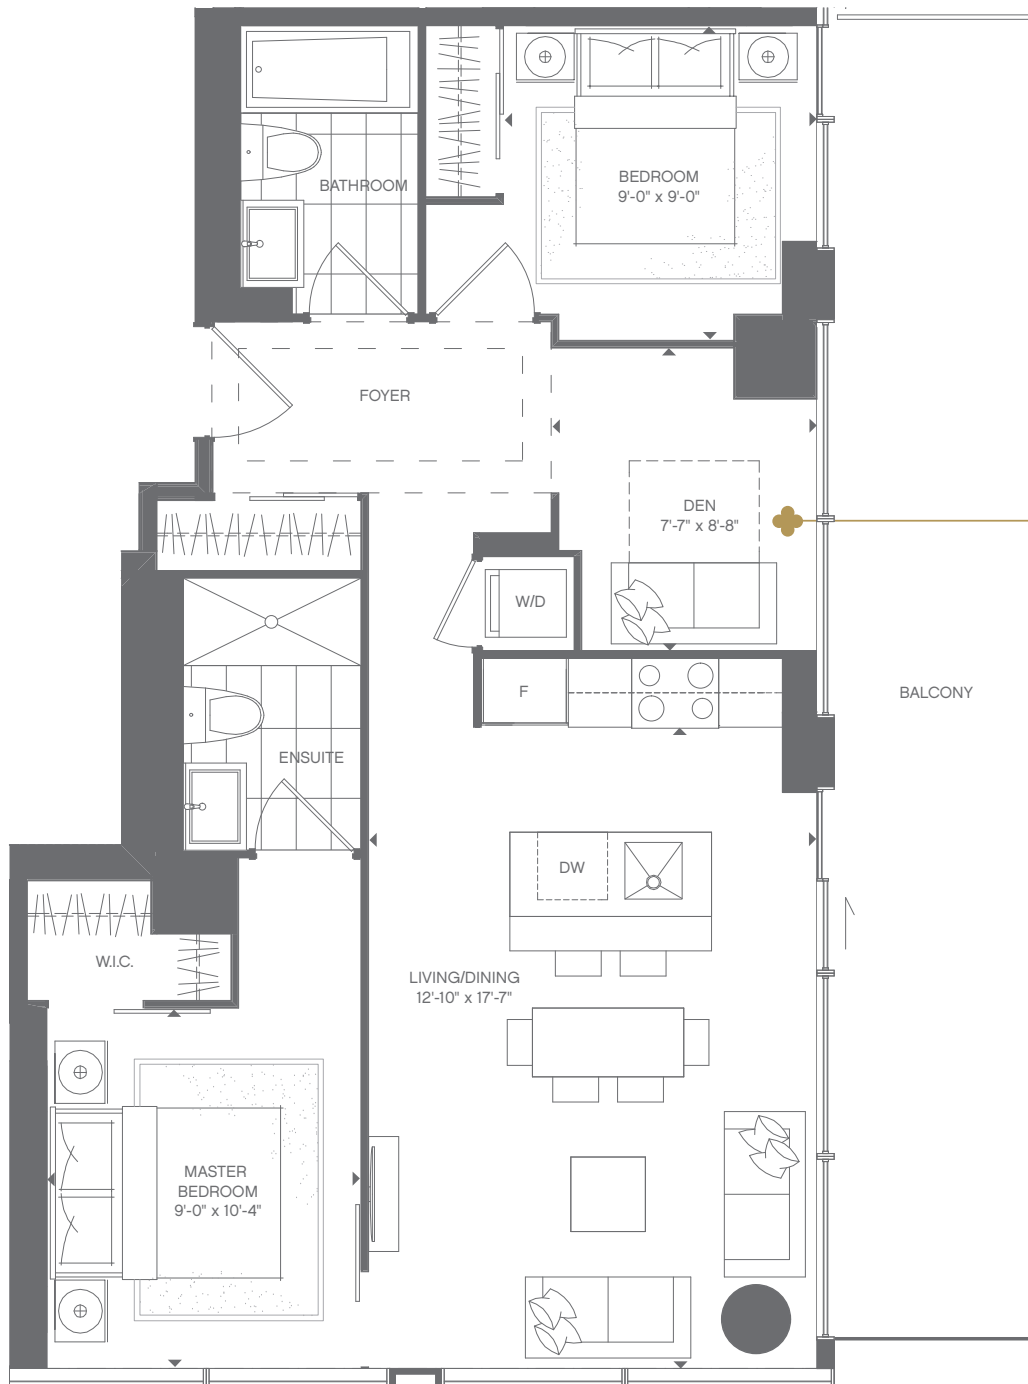 BATHROOM
BEDROOM
9'-0" x 9'-0"
FOYER
DEN
7'-7" x 8'-8"
W/D
F
BALCONY
ENSUITE
DW
W.I.C.
LIVING/DINING
12'-10" x 17'-7"
MASTER
BEDROOM
9'-0" x 10'-4"